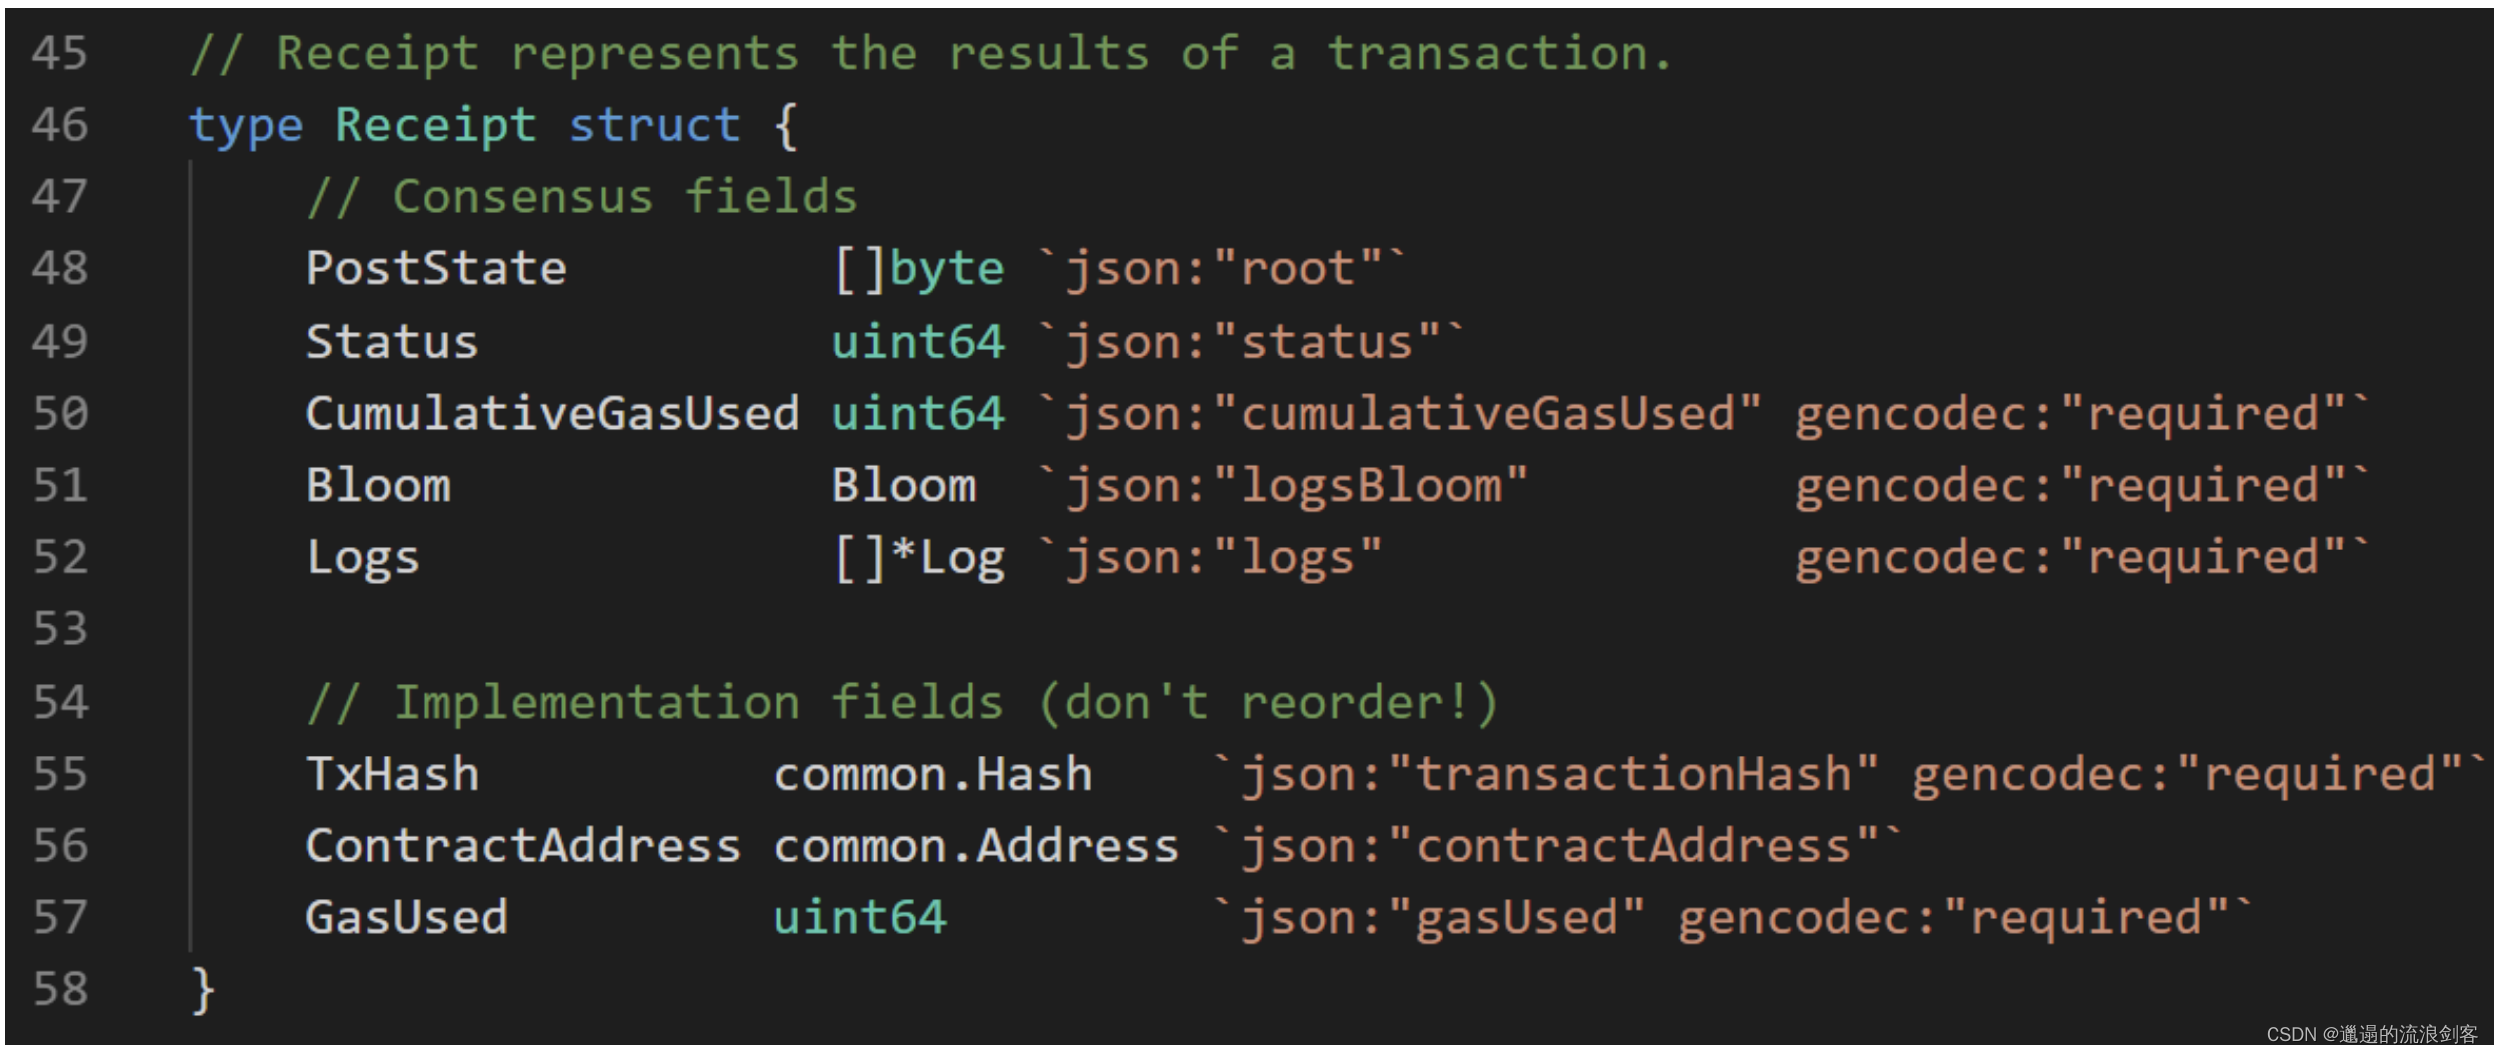 45 // Receipt represents the results of a transaction.
46 type Receipt struct {
47 // Consensus fields
48 PostState []byte `json:"root"`
49 Status uint64 `json:"status"`
50 CumulativeGasUsed uint64 `json:"cumulativeGasUsed" gencodec:"required"`
51 Bloom Bloom `json:"logsBloom" gencodec:"required"`
52 Logs []*Log `json:"logs" gencodec:"required"`
53
54 // Implementation fields (don't reorder!)
55 TxHash common.Hash `json:"transactionHash" gencodec:"required"`
56 ContractAddress common.Address `json:"contractAddress"`
57 GasUsed uint64 `json:"gasUsed" gencodec:"required"`
58 }
CSDN @邋遢的流浪剑客